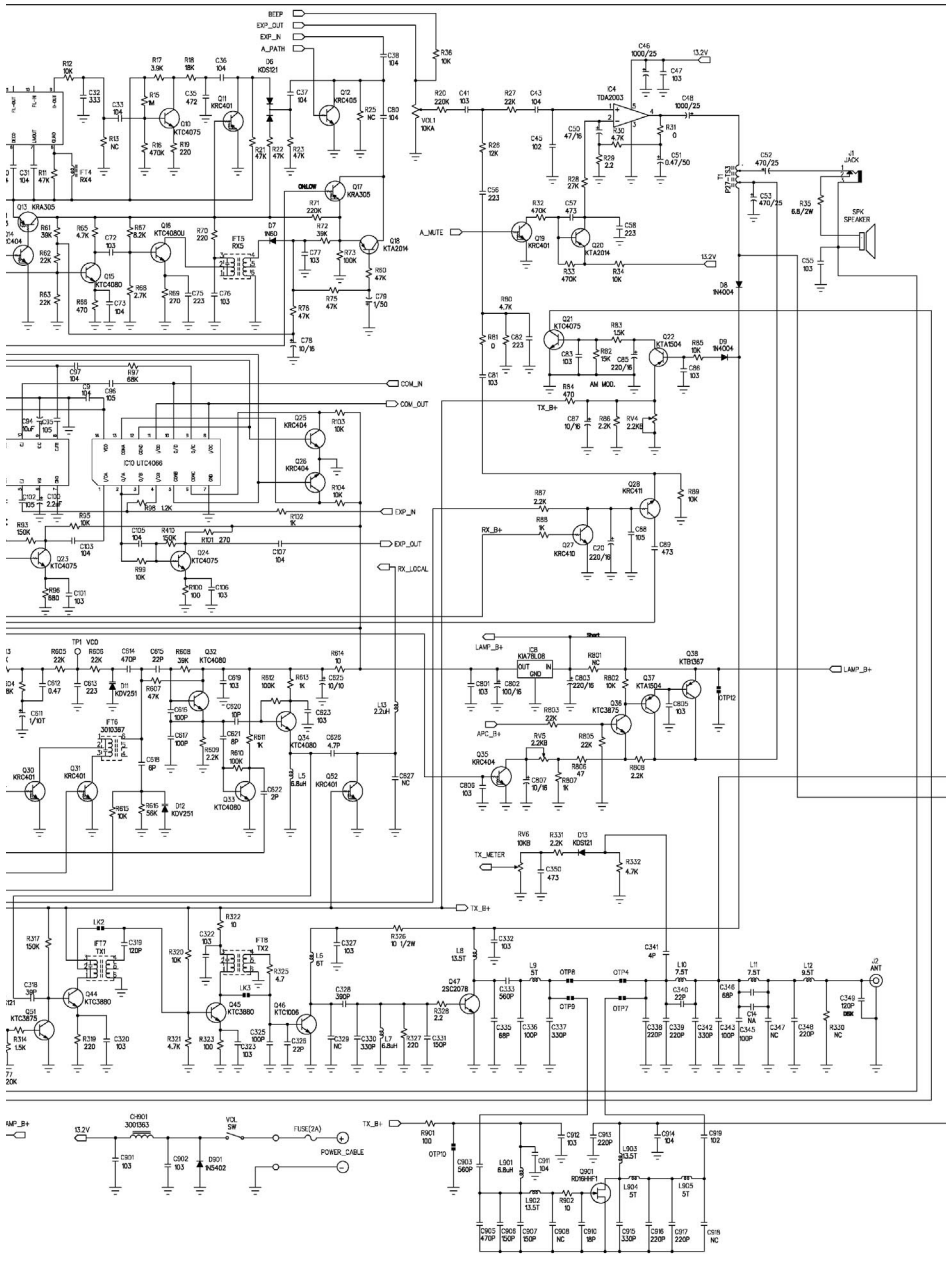 BEEP
EXP_OUT
EXP_IN
A_PATH
R12
10K
C32
333
C33
104
R13
NC
R17
3.9K
R18
18K
R15
1M
C35
472
C36
104
Q11
KRC401
Q10
KTC4075
R16
470K
R19
220
D6
KDS121
C37
104
Q12
KRC405
R25
NC
C38
104
C80
104
R36
10K
VOL1
10KA
R20
220K
C41
103
R27
22K
C43
104
R26
12K
C45
102
C56
223
IC4
TDA2003
C46
1000/25
C47
103
13.2V
C48
1000/25
C50
47/16
R30
4.7K
R29
2.2
R31
0
C51
0.47/50
R28
27K
T1
C52
470/25
C53
470/25
J1
JACK
R35
6.8/2W
SPK
SPEAKER
C55
103
FL-OUT
C31
104
R11
47K
IFT4
RX4
R21
47K
R22
47K
R23
47K
Q13
KRA305
R61
39K
R62
22K
R63
22K
R65
4.7K
C72
103
R67
8.2K
Q15
KTC4080
R66
470
C73
104
R68
2.7K
Q16
KTC4080U
R69
270
C75
223
R70
220
C76
103
IFT5
RX5
D7
1N60
Q17
KRA305
R71
220K
R72
39K
C77
103
R73
100K
Q18
KTA2014
R60
47K
R75
47K
C79
1/50
R76
47K
C78
10/16
A_MUTE
R32
470K
C57
473
Q19
KRC401
Q20
KTA2014
C58
223
R33
470K
R34
10K
13.2V
D8
1N4004
R80
4.7K
R81
0
R82
C82
223
C81
103
Q21
KTC4075
R83
1.5K
Q22
KTA1504
C83
103
R82
15K
C85
220/16
AM MOD.
R85
10K
D9
1N4004
C86
103
R84
470
TX_B+
C87
10/16
R86
2.2K
RV4
2.2KB
C97
104
R97
68K
C9
104
C96
105
C94
10uF
C95
105
COM_IN
COM_OUT
IC10 UTC4066
Q25
KRC404
R103
10K
Q26
KRC404
R104
10K
C102
105
C100
2.2uF
R98 1.2K
R102
1K
EXP_IN
R93
150K
R95
10K
C103
104
Q23
KTC4075
R96
680
C101
103
C105
104
R410
150K
R101 270
R99
10K
Q24
KTC4075
R100
100
C106
103
C107
104
EXP_OUT
RX_LOCAL
R87
2.2K
Q28
KRC411
R89
10K
RX_B+
R88
1K
Q27
KRC410
C20
220/16
C88
105
C89
473
TP1 VCO
R605
22K
R606
22K
C614
470P
C615
22P
R608
39K
Q32
KTC4080
C612
0.47
C613
223
D11
KDV251
R607
47K
C611
1/10T
IFT6
3010367
C616
100P
C617
100P
C618
6P
R609
2.2K
C619
103
C620
10P
C621
8P
R610
100K
R611
1K
R612
100K
R613
1K
C623
103
C625
10/10
R614
10
L13
2.2uH
Q34
KTC4080
C626
4.7P
L5
6.8uH
Q33
KTC4080
C622
2P
Q52
KRC401
C627
NC
Q30
KRC401
Q31
KRC401
R615
10K
R616
56K
D12
KDV251
LAMP_B+
IC8
KIA78L08
OUT IN
GND
Short
R801
NC
C801
103
C802
100/16
C803
220/16
R802
10K
Q37
KTA1504
Q38
KTB1367
C805
103
OTP12
LAMP_B+
APC_B+
R803
22K
Q36
KTC3875
RV5
2.2KB
R805
22K
Q35
KRC404
C809
103
C807
10/16
R807
1K
R806
47
R808
2.2K
RV6
10KB
R331
2.2K
D13
KDS121
TX_METER
C350
473
R332
4.7K
TX_B+
R317
150K
LK2
IFT7
TX1
C319
120P
C318
39P
Q44
KTC3880
Q51
KTC3875
R314
1.5K
R319
220
C320
103
R320
10K
R321
4.7K
C322
103
R322
10
IFT8
TX2
LK3
R325
4.7
Q45
KTC3880
R323
100
C323
103
C325
100P
Q46
KTC1006
C326
22P
L6
6T
C327
103
R326
10 1/2W
C328
390P
C329
NC
C330
330P
L7
6.8uH
R327
220
C331
150P
R328
2.2
L8
13.5T
C332
103
Q47
2SC2078
C333
560P
L9
5T
OTP8
OTP9
OTP4
OTP7
C335
68P
C336
100P
C337
330P
C341
4P
L10
7.5T
C340
22P
C338
220P
C339
220P
C342
330P
C343
100P
C346
68P
L11
7.5T
C14
NA
C345
100P
C347
NC
L12
9.5T
C348
220P
R330
NC
J2
ANT
C349
120P
13.2V
CH901
3001363
VOL
SW
FUSE(2A)
POWER_CABLE
C901
103
C902
103
D901
1N5402
TX_B+
R901
100
OTP10
C903
560P
L901
6.8uH
C911
104
C912
103
C913
220P
C914
104
C919
102
L903
13.5T
L902
13.5T
R902
10
Q901
RD16HHF1
L904
5T
L905
5T
C905
470P
C906
150P
C907
150P
C908
NC
C910
18P
C915
330P
C916
220P
C917
220P
C918
NC